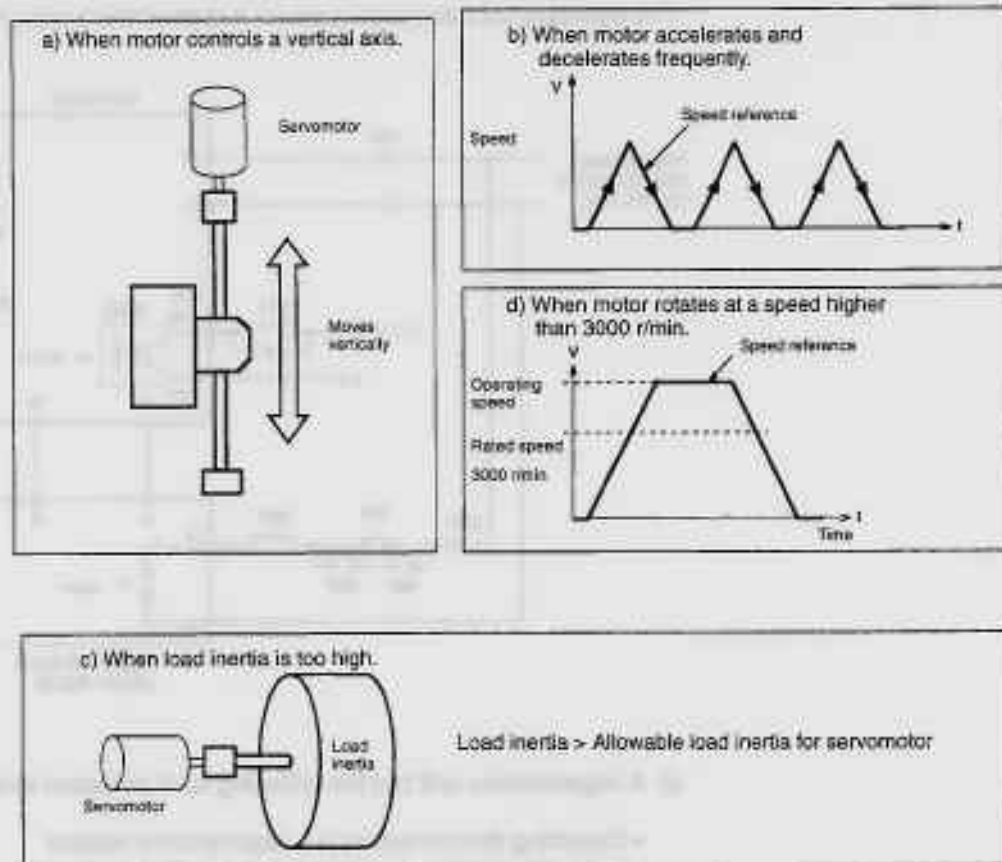 a) When motor controls a vertical axis.
Servomotor
Moves
vertically
b) When motor accelerates and
decelerates frequently.
V
Speed reference
Speed
t
d) When motor rotates at a speed higher
than 3000 r/min.
V
Speed reference
Operating
speed
Rated speed
3000 r/min
t
Time
c) When load inertia is too high.
Load
inertia
Servomotor
Load inertia > Allowable load inertia for servomotor